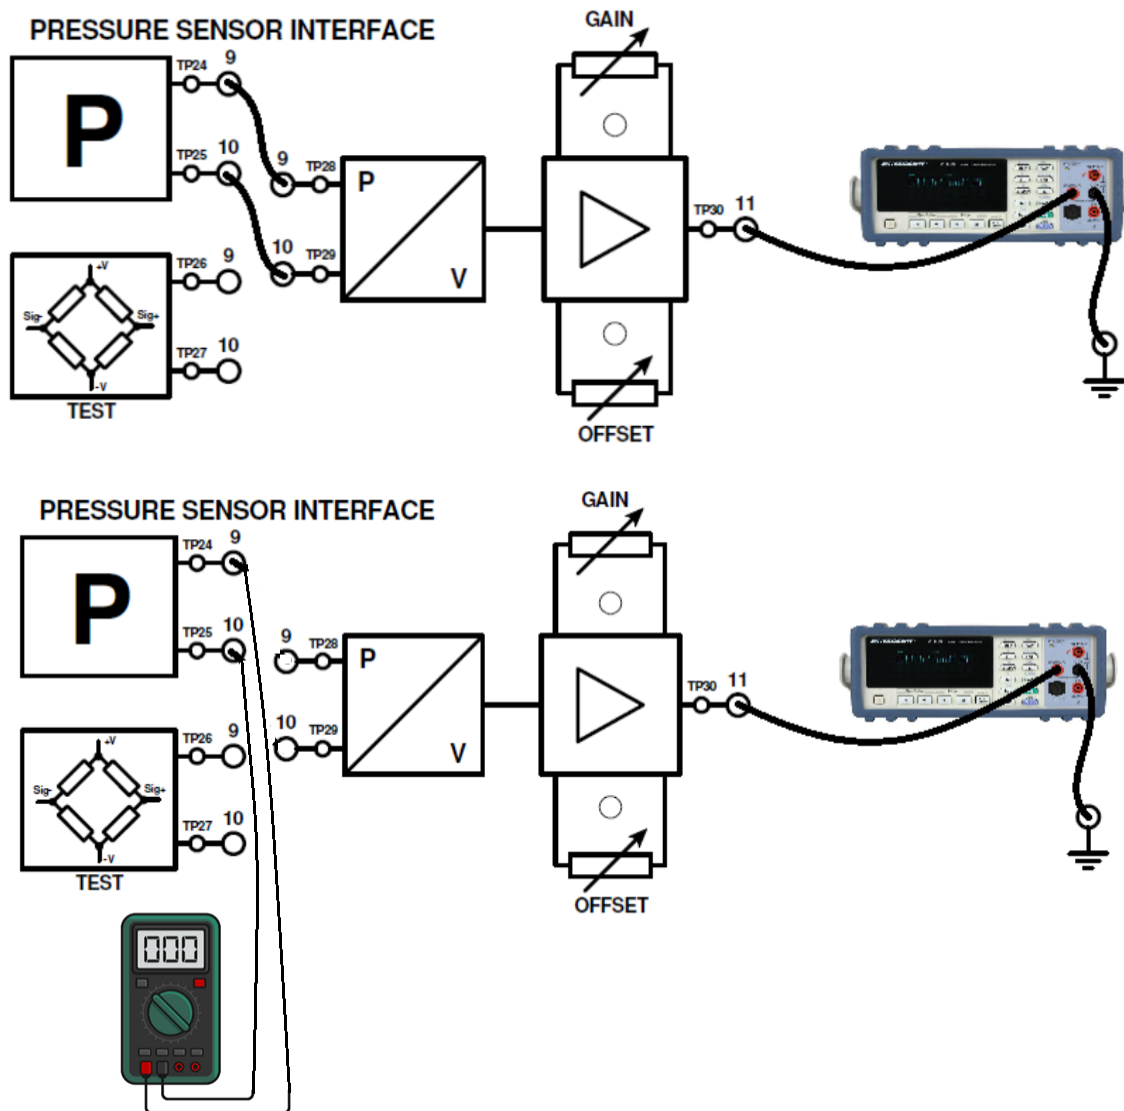 PRESSURE SENSOR INTERFACE
GAIN
TP24 9
P
TP25 10
9 TP28
P
10 TP29
V
TP30 11
TP26 9
+V
Sig- Sig+
-V
TP27 10
TEST
OFFSET
PRESSURE SENSOR INTERFACE
GAIN
TP24 9
P
TP25 10
9 TP28
P
10 TP29
V
TP30 11
TP26 9
+V
Sig- Sig+
-V
TP27 10
TEST
OFFSET
000